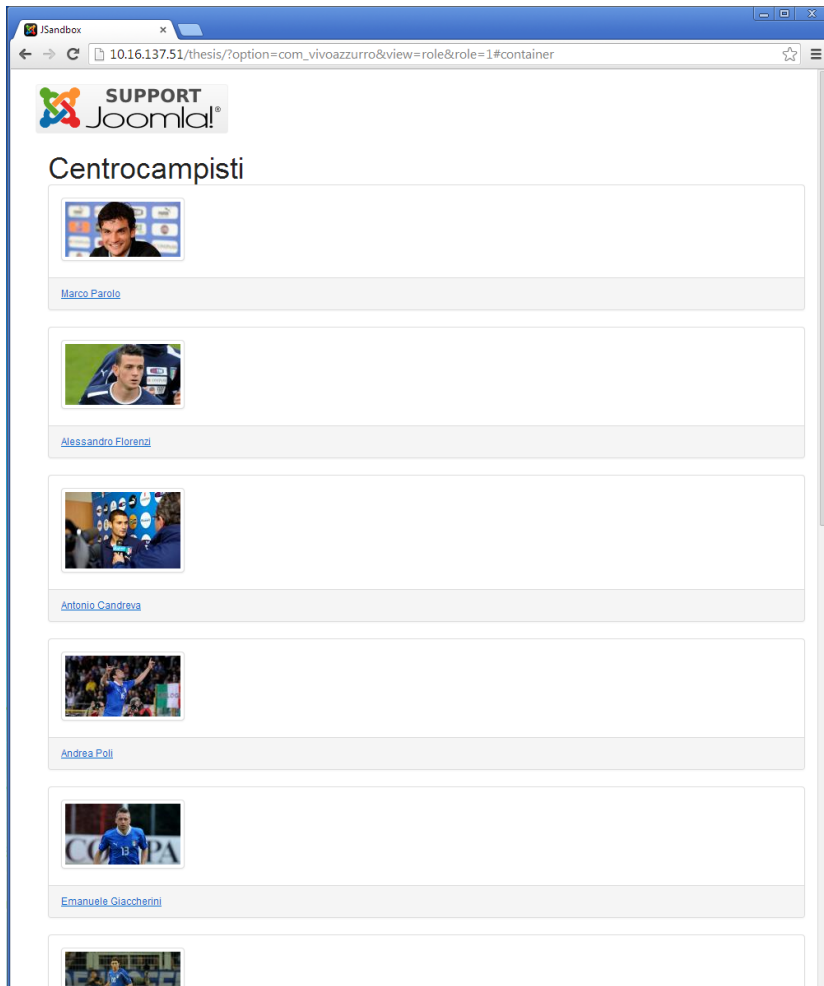 JSandbox
10.16.137.51/thesis/?option=com_vivoazzurro&view=role&role=1#container
SUPPORT
Joomla!®
Centrocampisti
Marco Parolo
Alessandro Florenzi
Antonio Candreva
Andrea Poli
13
Emanuele Giaccherini